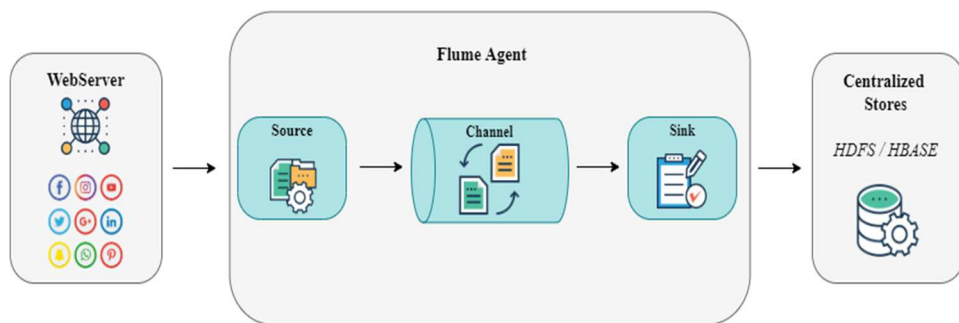 Flume Agent
WebServer
Source
Channel
Sink
Centralized
Stores
HDFS / HBASE